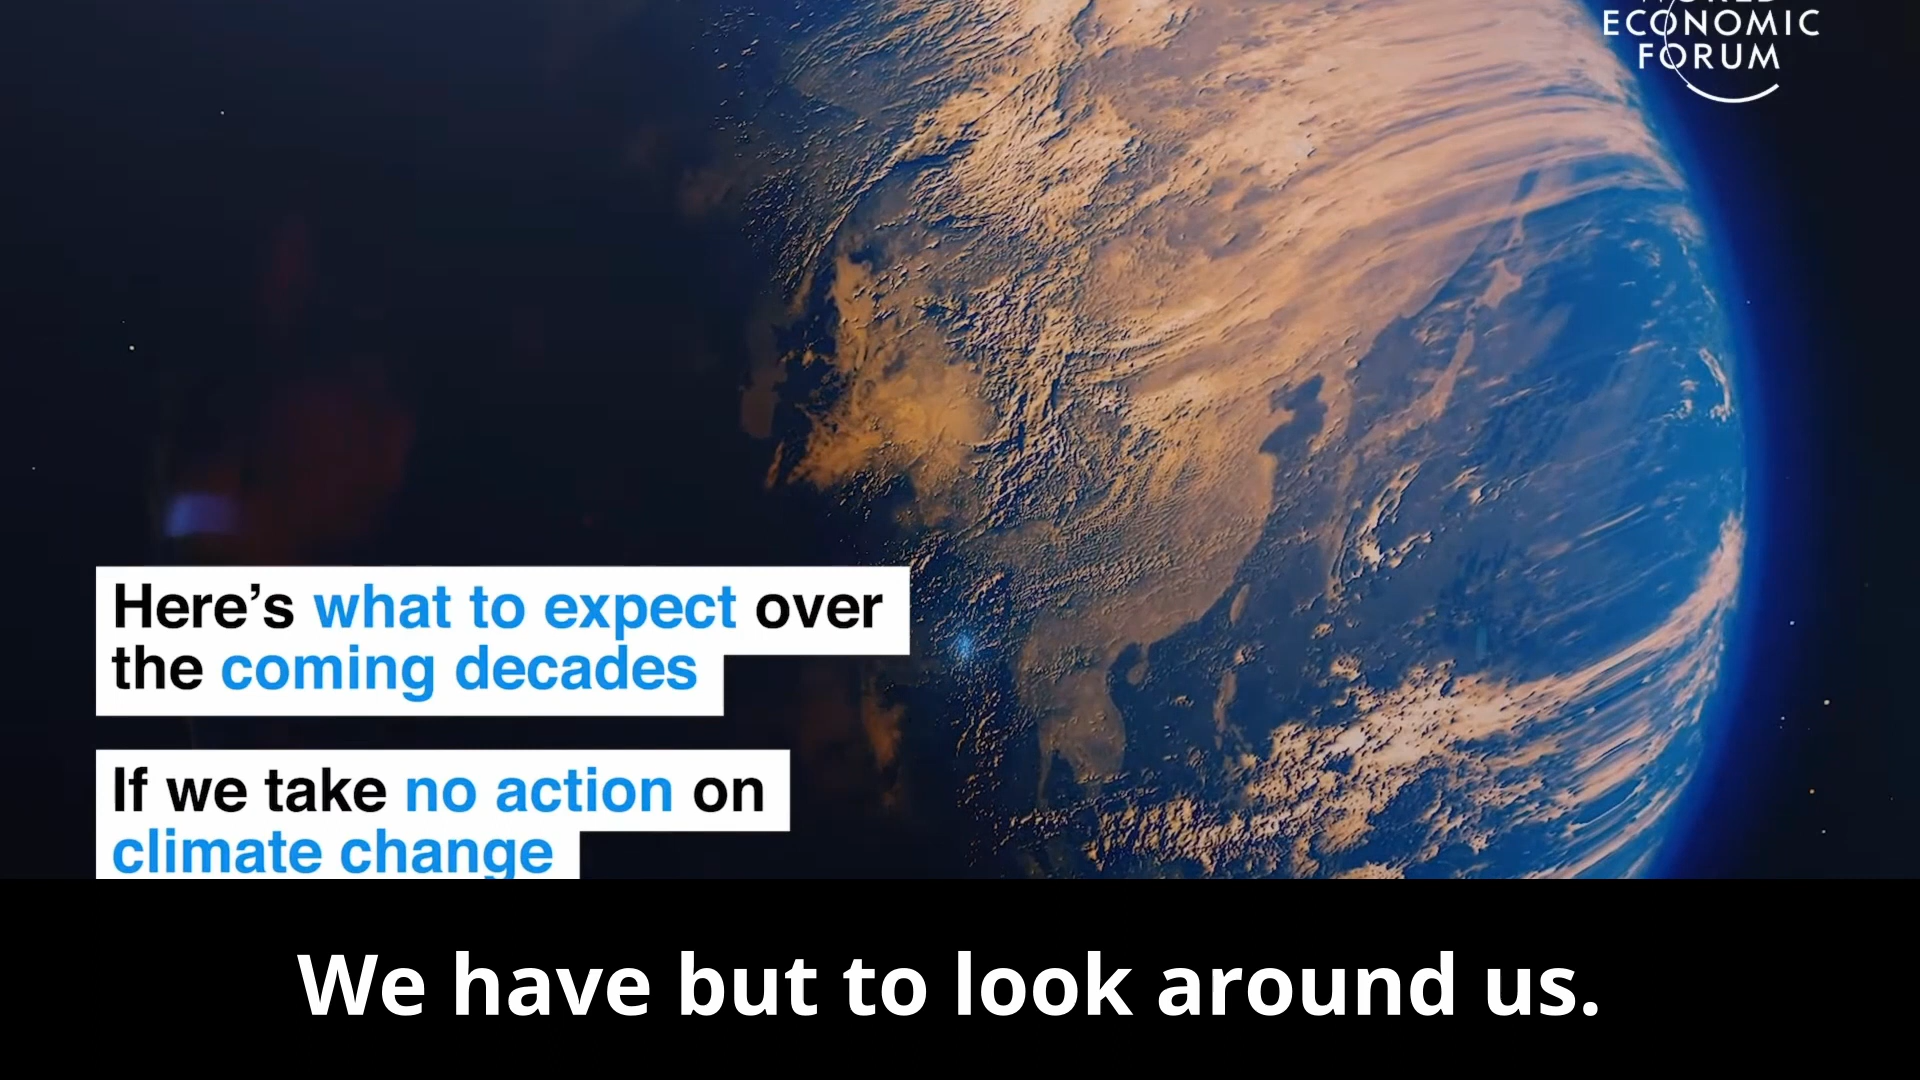 WORLD
ECONOMIC
FORUM
Here’s what to expect over
the coming decades
If we take no action on
climate change
We have but to look around us.